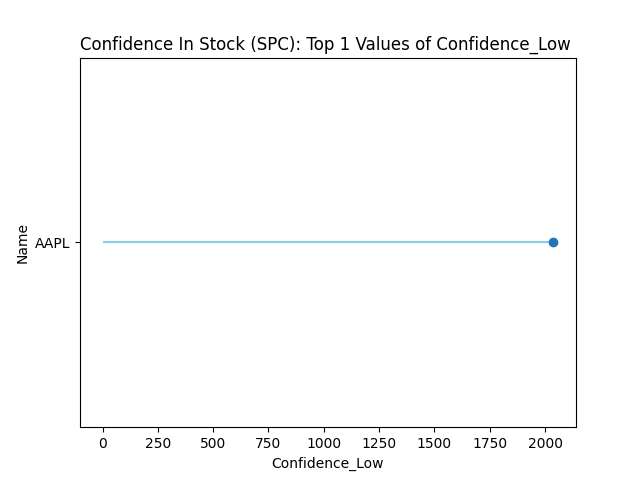 Confidence In Stock (SPC): Top 1 Values of Confidence_Low
Name
AAPL
0 250 500 750 1000 1250 1500 1750 2000
Confidence_Low